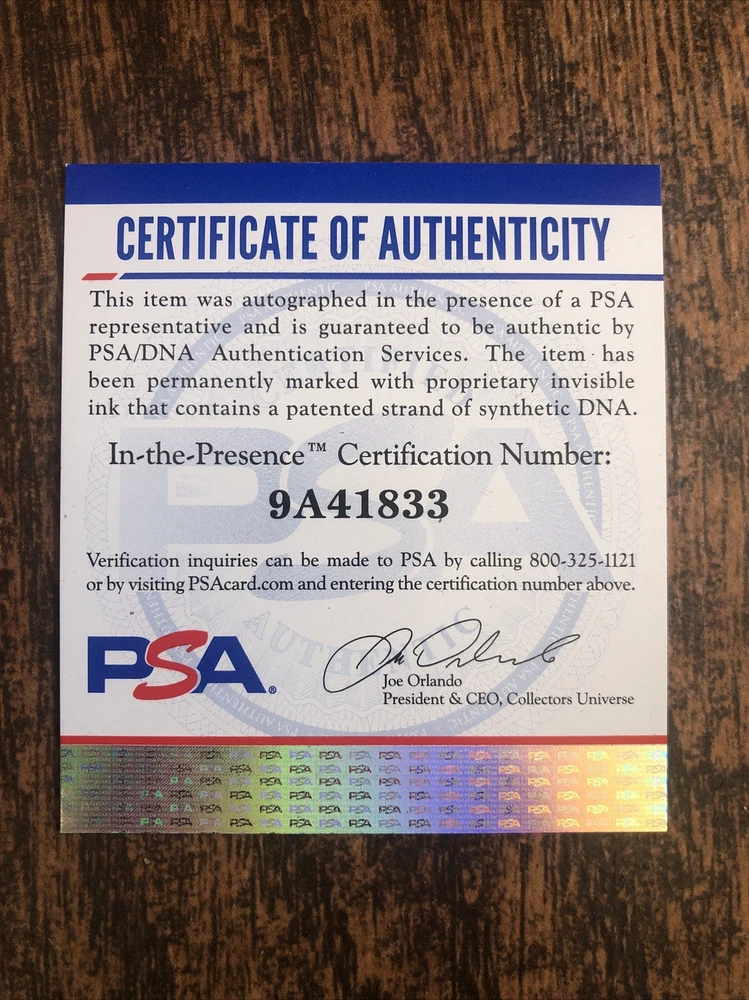 CERTIFICATE OF AUTHENTICITY
This item was autographed in the presence of a PSA
representative and is guaranteed to be authentic by
PSA/DNA Authentication Services. The item has
been permanently marked with proprietary invisible
ink that contains a patented strand of synthetic DNA.
In-the-Presence™ Certification Number:
9A41833
Verification inquiries can be made to PSA by calling 800-325-1121
or by visiting PSAcard.com and entering the certification number above.
PSA®
Joe Orlando
President & CEO, Collectors Universe